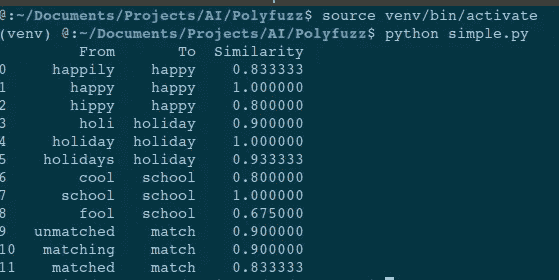 @:~/Documents/Projects/AI/Polyfuzz$ source venv/bin/activate
(venv) @:~/Documents/Projects/AI/Polyfuzz$ python simple.py
From To Similarity
0 happily happy 0.833333
1 happy happy 1.000000
2 hippy happy 0.800000
3 holi holiday 0.900000
4 holiday holiday 1.000000
5 holidays holiday 0.933333
6 cool school 0.800000
7 school school 1.000000
8 fool school 0.675000
9 unmatched match 0.900000
10 matching match 0.900000
11 matched match 0.833333